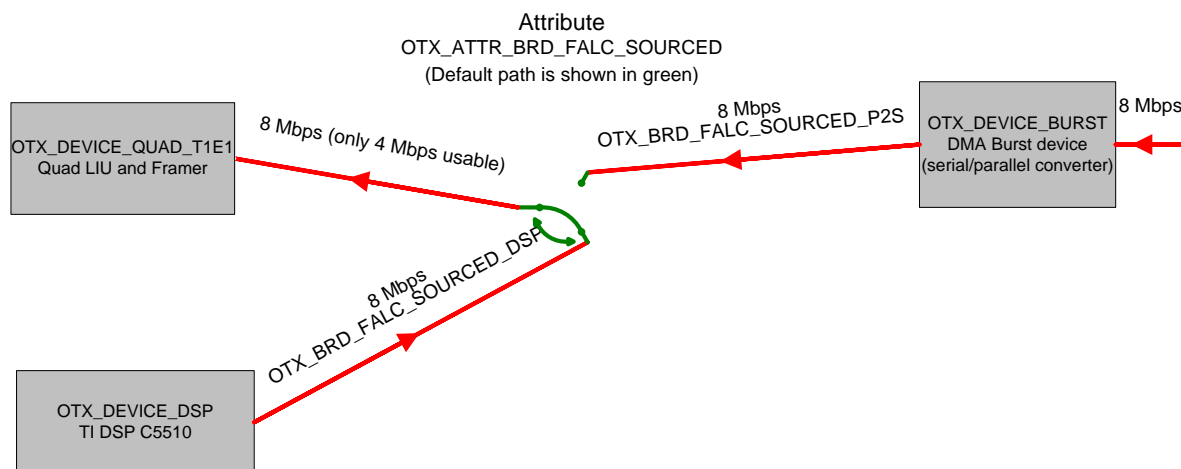 Attribute
OTX_ATTR_BRD_FALC_SOURCED
(Default path is shown in green)
OTX_DEVICE_QUAD_T1E1
Quad LIU and Framer
8 Mbps (only 4 Mbps usable)
8 Mbps
OTX_BRD_FALC_SOURCED_P2S
OTX_DEVICE_BURST
DMA Burst device
(serial/parallel converter)
8 Mbps
8 Mbps
OTX_BRD_FALC_SOURCED_DSP
OTX_DEVICE_DSP
TI DSP C5510